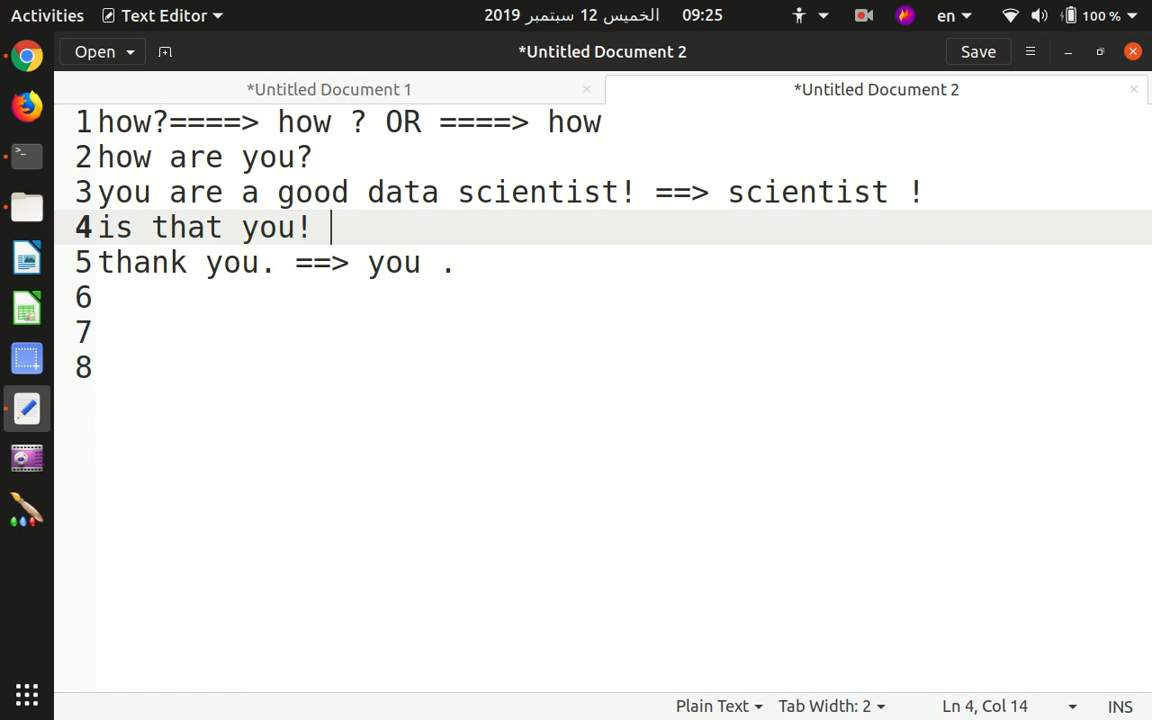 Activities Text Editor الخميس 12 سبتمبر 2019 09:25 en 100 %
Open *Untitled Document 2 Save
*Untitled Document 1 *Untitled Document 2
1 how?====> how ? OR ====> how
2 how are you?
3 you are a good data scientist! ==> scientist !
4 is that you!
5 thank you. ==> you .
6
7
8
Plain Text Tab Width: 2 Ln 4, Col 14 INS